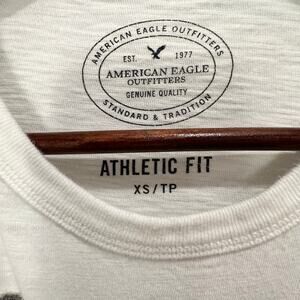 AMERICAN EAGLE OUTFITTERS
EST. 1977
AMERICAN EAGLE
OUTFITTERS
GENUINE QUALITY
STANDARD & TRADITION
ATHLETIC FIT
XS/TP